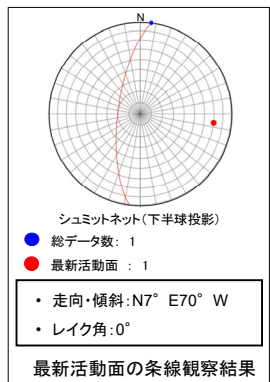 N
シュミットネット(下半球投影)
総データ数: 1
最新活動面 : 1
・ 走向・傾斜:N7° E70° W
・ レイク角:0°
最新活動面の条線観察結果